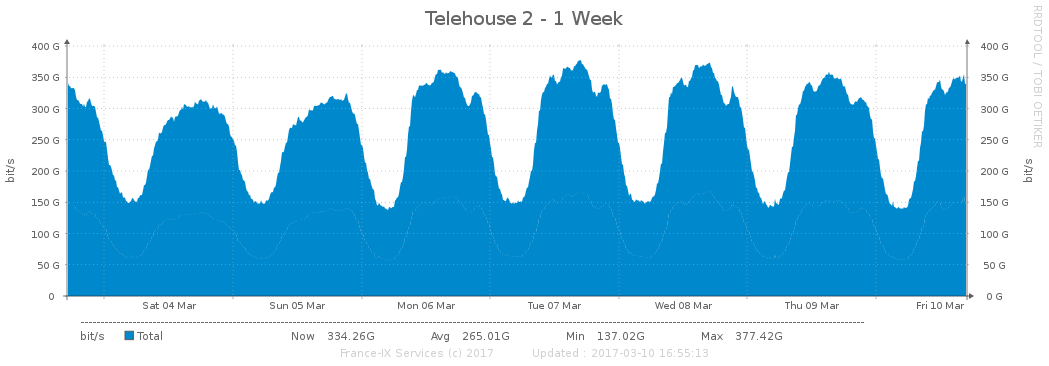 Telehouse 2 - 1 Week
RRDTOOL / TOBI OETIKER
400 G 400 G
350 G 350 G
300 G 300 G
250 G 250 G
200 G 200 G
150 G 150 G
100 G 100 G
50 G 50 G
0 0 G
bit/s
bit/s
Sat 04 Mar Sun 05 Mar Mon 06 Mar Tue 07 Mar Wed 08 Mar Thu 09 Mar Fri 10 Mar
bit/s Total Now 334.26G Avg 265.01G Min 137.02G Max 377.42G
France-IX Services (c) 2017 Updated : 2017-03-10 16:55:13